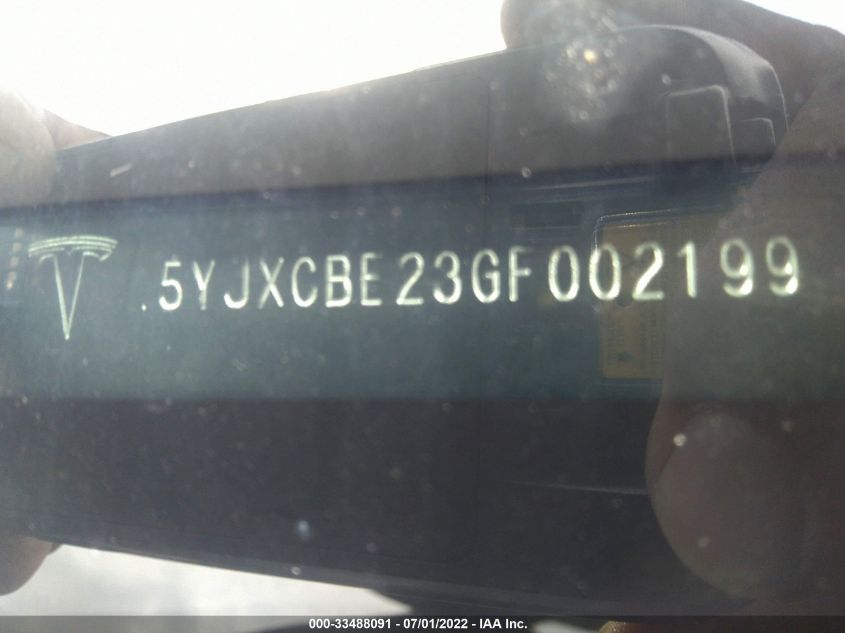 .5YJXCBE23GF002199
000-33488091 - 07/01/2022 - IAA Inc.